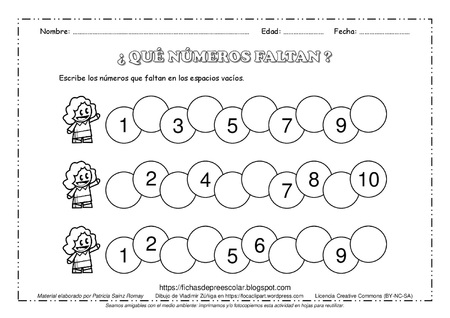 Nombre: Edad: Fecha:
¿ QUÉ NÚMEROS FALTAN ?
Escribe los números que faltan en los espacios vacíos.
1 3 5 7 9
2 4 7 8 10
1 2 5 6 9
https://fichasdepreescolar.blogspot.com
Material elaborado por Patricia Sainz Romay Dibujo de Vladimir Zúñiga en https://focaclipart.wordpress.com Licencia Creative Commons (BY-NC-SA)
Seamos amigables con el medio ambiente: imprimamos y/o fotocopiemos esta actividad en hojas para reutilizar.